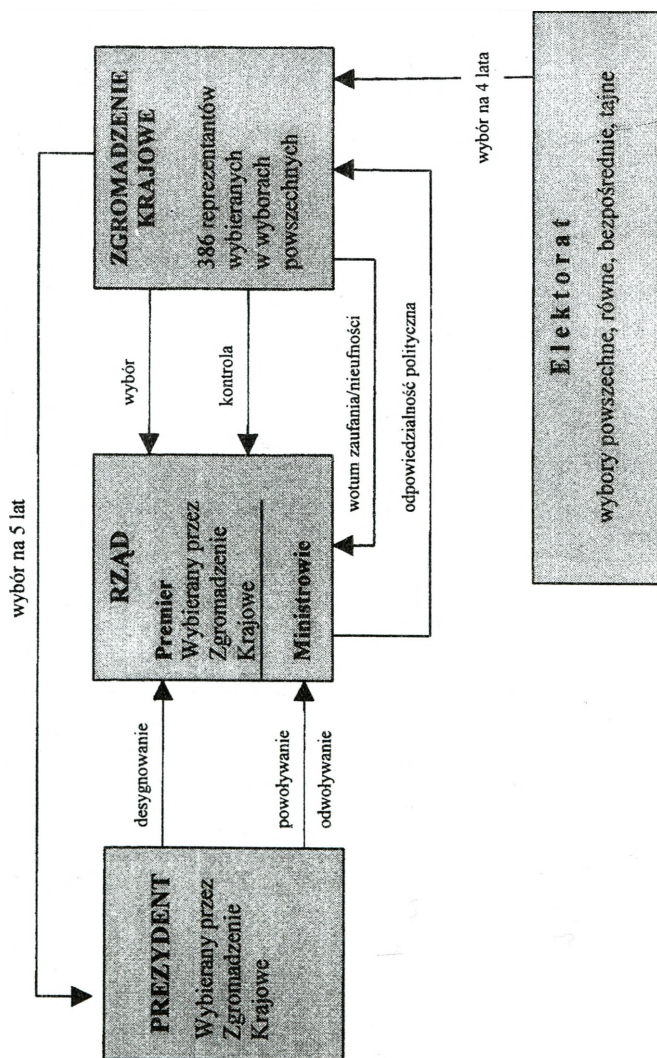 wybór na 5 lat
PREZYDENT
Wybierany przez
Zgromadzenie
Krajowe
desygnowanie
powoływanie
odwoływanie
RZĄD
Premier
Wybierany przez
Zgromadzenie
Krajowe
Ministrowie
wybór
kontrola
wotum zaufania/nieufności
odpowiedzialność polityczna
ZGROMADZENIE
KRAJOWE
386 reprezentantów
wybieranych
w wyborach
powszechnych
wybór na 4 lata
Elektorat
wybory powszechne, równe, bezpośrednie, tajne